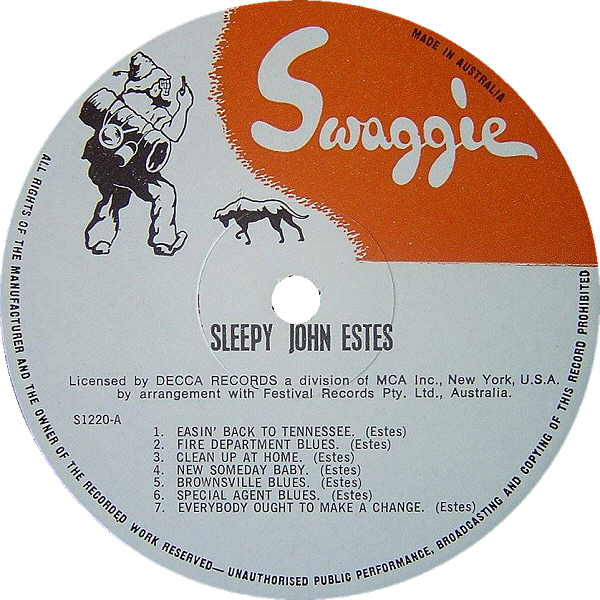 MADE IN AUSTRALIA
Swaggie
SLEEPY JOHN ESTES
Licensed by DECCA RECORDS a division of MCA Inc., New York, U.S.A.
by arrangement with Festival Records Pty. Ltd., Australia.
S1220-A
1. EASIN' BACK TO TENNESSEE. (Estes)
2. FIRE DEPARTMENT BLUES. (Estes)
3. CLEAN UP AT HOME. (Estes)
4. NEW SOMEDAY BABY. (Estes)
5. BROWNSVILLE BLUES. (Estes)
6. SPECIAL AGENT BLUES. (Estes)
7. EVERYBODY OUGHT TO MAKE A CHANGE. (Estes)
ALL RIGHTS OF THE MANUFACTURER AND THE OWNER OF THE RECORDED WORK RESERVED— UNAUTHORISED PUBLIC PERFORMANCE, BROADCASTING AND COPYING OF THIS RECORD PROHIBITED